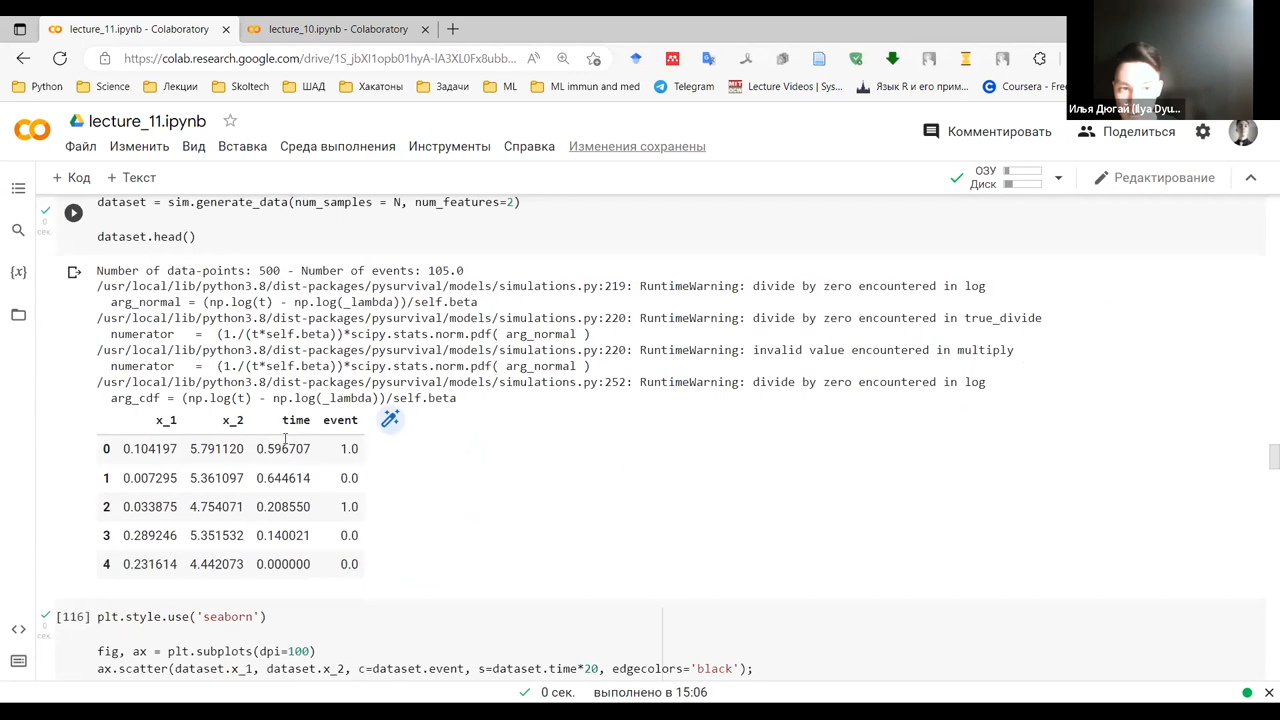 lecture_11.ipynb - Colaboratory
lecture_10.ipynb - Colaboratory
https://colab.research.google.com/drive/1S_jbXl1opb01hyA-lA3XL0Fx8ubb...
Python
Science
Лекции
Skoltech
ШАД
Хакатоны
Задачи
ML
ML immun and med
Telegram
Lecture Videos | Sys...
Язык R и его прим...
Coursera - Fre
Илья Дюгай (Ilya Dyu...
lecture_11.ipynb
Комментировать
Поделиться
Файл Изменить Вид Вставка Среда выполнения Инструменты Справка Изменения сохранены
+ Код + Текст
ОЗУ
Диск
Редактирование
dataset = sim.generate_data(num_samples = N, num_features=2)
0
сек.
dataset.head()
Number of data-points: 500 - Number of events: 105.0
/usr/local/lib/python3.8/dist-packages/pysurvival/models/simulations.py:219: RuntimeWarning: divide by zero encountered in log
arg_normal = (np.log(t) - np.log(_lambda))/self.beta
/usr/local/lib/python3.8/dist-packages/pysurvival/models/simulations.py:220: RuntimeWarning: divide by zero encountered in true_divide
numerator = (1./(t*self.beta))*scipy.stats.norm.pdf( arg_normal )
/usr/local/lib/python3.8/dist-packages/pysurvival/models/simulations.py:220: RuntimeWarning: invalid value encountered in multiply
numerator = (1./(t*self.beta))*scipy.stats.norm.pdf( arg_normal )
/usr/local/lib/python3.8/dist-packages/pysurvival/models/simulations.py:252: RuntimeWarning: divide by zero encountered in log
arg_cdf = (np.log(t) - np.log(_lambda))/self.beta
x_1 x_2 time event
0 0.104197 5.791120 0.596707 1.0
1 0.007295 5.361097 0.644614 0.0
2 0.033875 4.754071 0.208550 1.0
3 0.289246 5.351532 0.140021 0.0
4 0.231614 4.442073 0.000000 0.0
[116] plt.style.use('seaborn')
0
сек.
fig, ax = plt.subplots(dpi=100)
ax.scatter(dataset.x_1, dataset.x_2, c=dataset.event, s=dataset.time*20, edgecolors='black');
0 сек. выполнено в 15:06